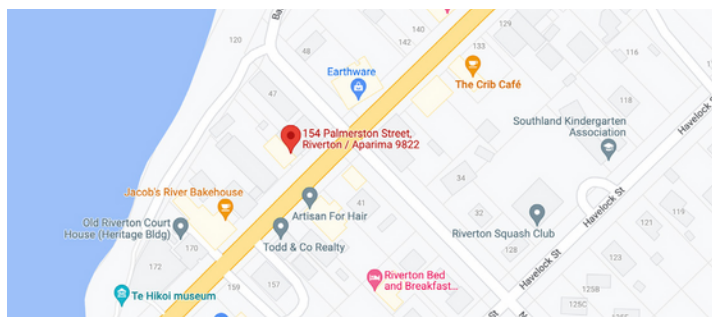 140
142
Ba
120
48
133
116
Earthware
The Crib Café
47
118
Southland Kindergarten
Association
Havelock St
154 Palmerston Street,
Riverton / Aparima 9822
34
Jacob's River Bakehouse
41
Artisan For Hair
32
Old Riverton Court
House (Heritage Bldg)
170
Todd & Co Realty
Riverton Squash Club
128
Havelock St
121
119
172
159
157
Riverton Bed
and Breakfast...
Te Hikoi museum
Havelock St
125B
125C